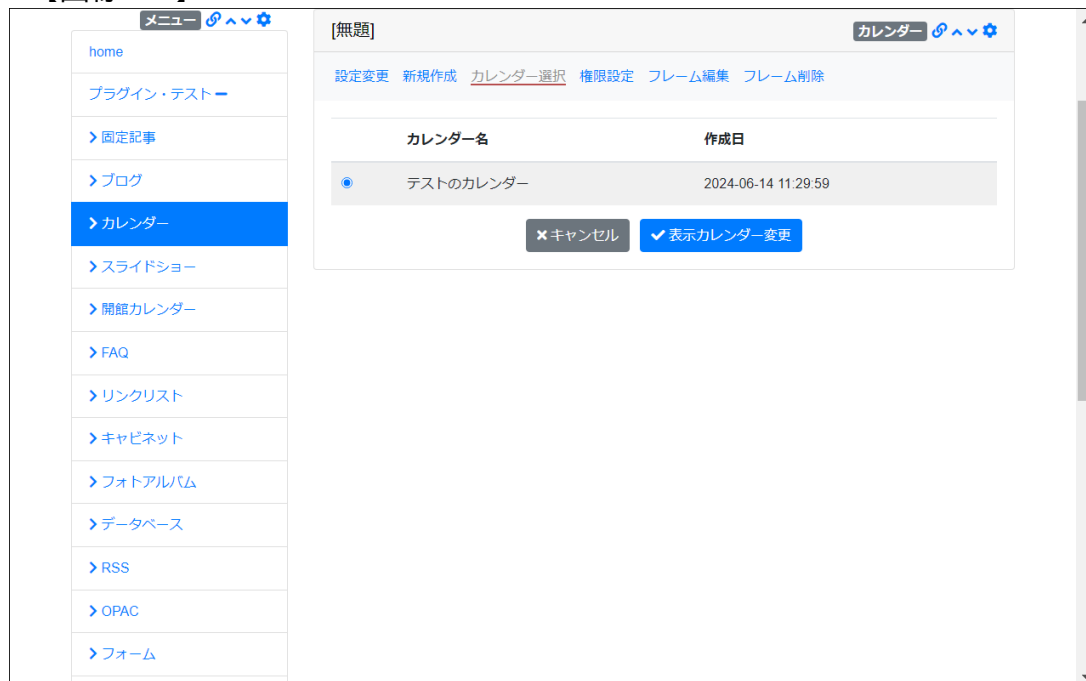 メニュー
home
プラグイン・テスト
固定記事
ブログ
カレンダー
スライドショー
開館カレンダー
FAQ
リンクリスト
キャビネット
フォトアルバム
データベース
RSS
OPAC
フォーム
[無題] カレンダー
設定変更 新規作成 カレンダー選択 権限設定 フレーム編集 フレーム削除
カレンダー名 作成日
テストのカレンダー 2024-06-14 11:29:59
キャンセル 表示カレンダー変更